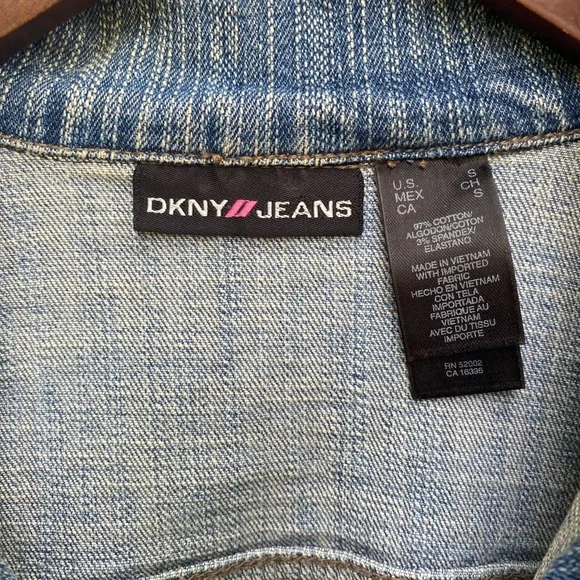 DKNY//JEANS
U.S. S
MEX CH
CA S
97% COTTON/
ALGODON/COTON
3% SPANDEX/
ELASTANO
MADE IN VIETNAM
WITH IMPORTED
FABRIC
HECHO EN VIETNAM
CON TELA
IMPORTADA
FABRIQUE AU
VIETNAM
AVEC DU TISSU
IMPORTE
RN 52002
CA 16396